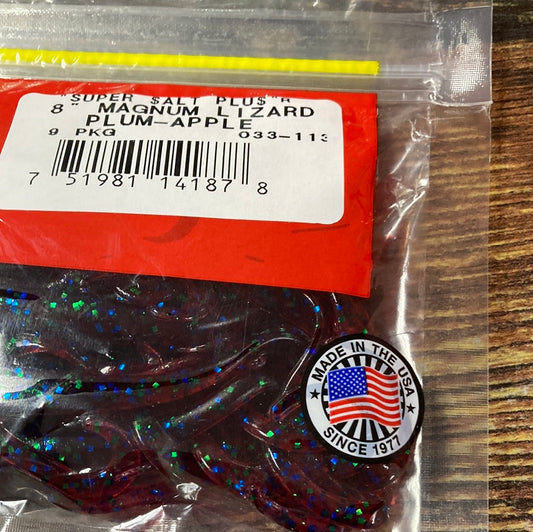 "SUPER $ALT PLU$"R
8" MAGNUM LIZARD
PLUM-APPLE
9 PKG 033-113
7 51981 14187 8
MADE IN THE USA
SINCE 1977